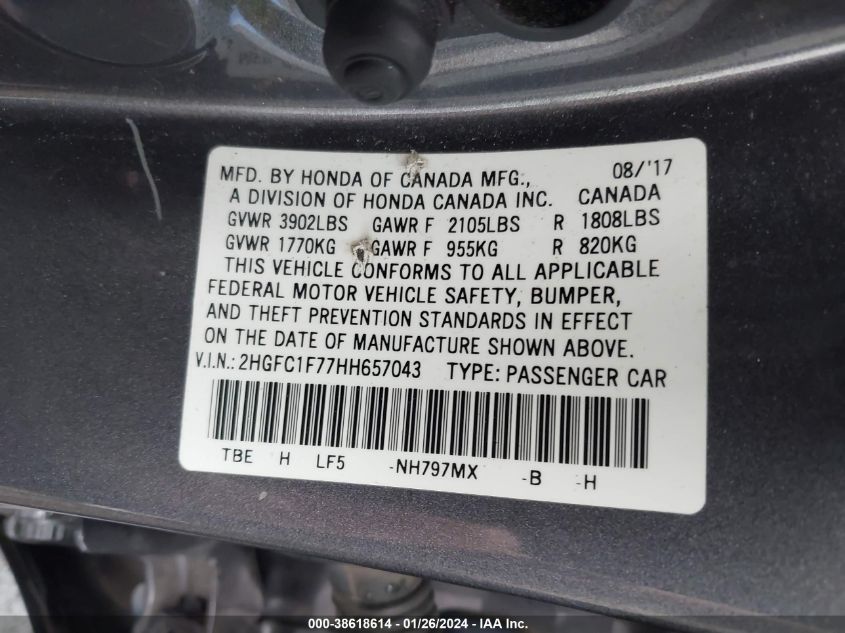 MFD. BY HONDA OF CANADA MFG., 08/'17
A DIVISION OF HONDA CANADA INC. CANADA
GVWR 3902LBS GAWR F 2105LBS R 1808LBS
GVWR 1770KG GAWR F 955KG R 820KG
THIS VEHICLE CONFORMS TO ALL APPLICABLE
FEDERAL MOTOR VEHICLE SAFETY, BUMPER,
AND THEFT PREVENTION STANDARDS IN EFFECT
ON THE DATE OF MANUFACTURE SHOWN ABOVE.
V.I.N.: 2HGFC1F77HH657043 TYPE: PASSENGER CAR
TBE H LF5 -NH797MX -B -H
000-38618614 - 01/26/2024 - IAA Inc.